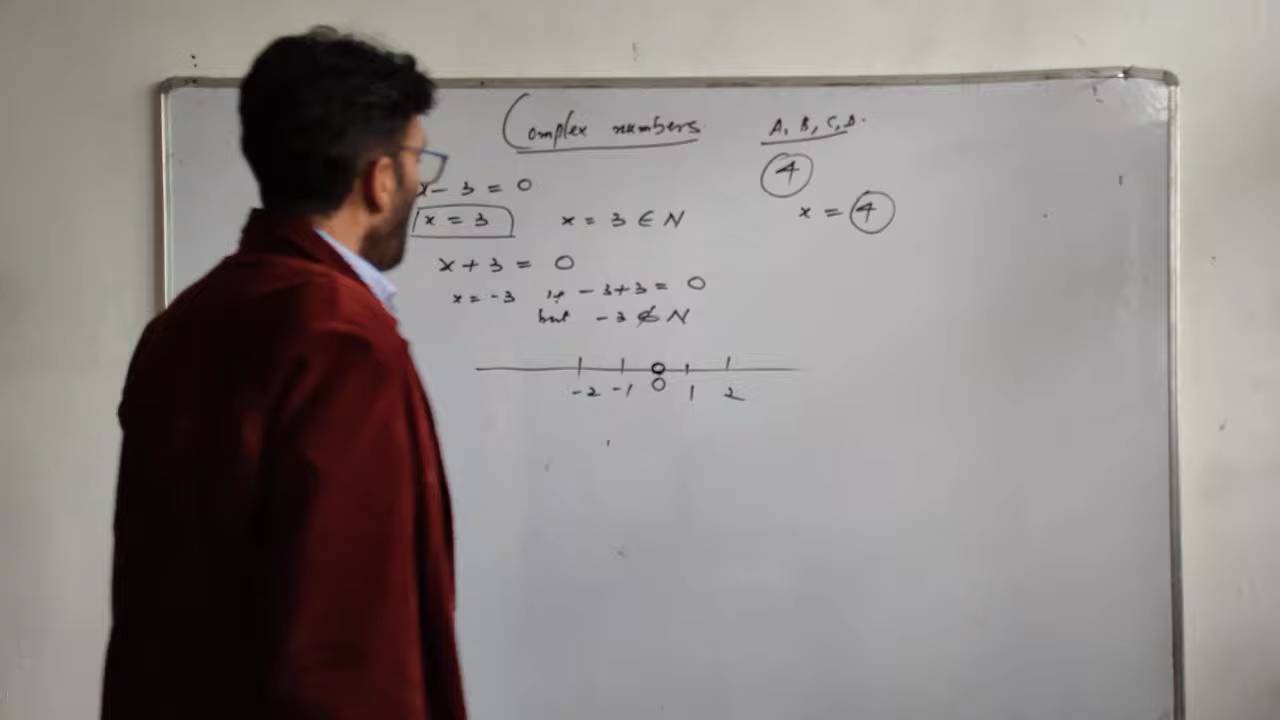 Complex numbers.
A, B, C, D.
4
x - 3 = 0
x = 3
x = 3 ∈ N
x = 4
x + 3 = 0
x = -3 i.e. - 3 + 3 = 0
but - 3 ∉ N
-2 -1 0 1 2